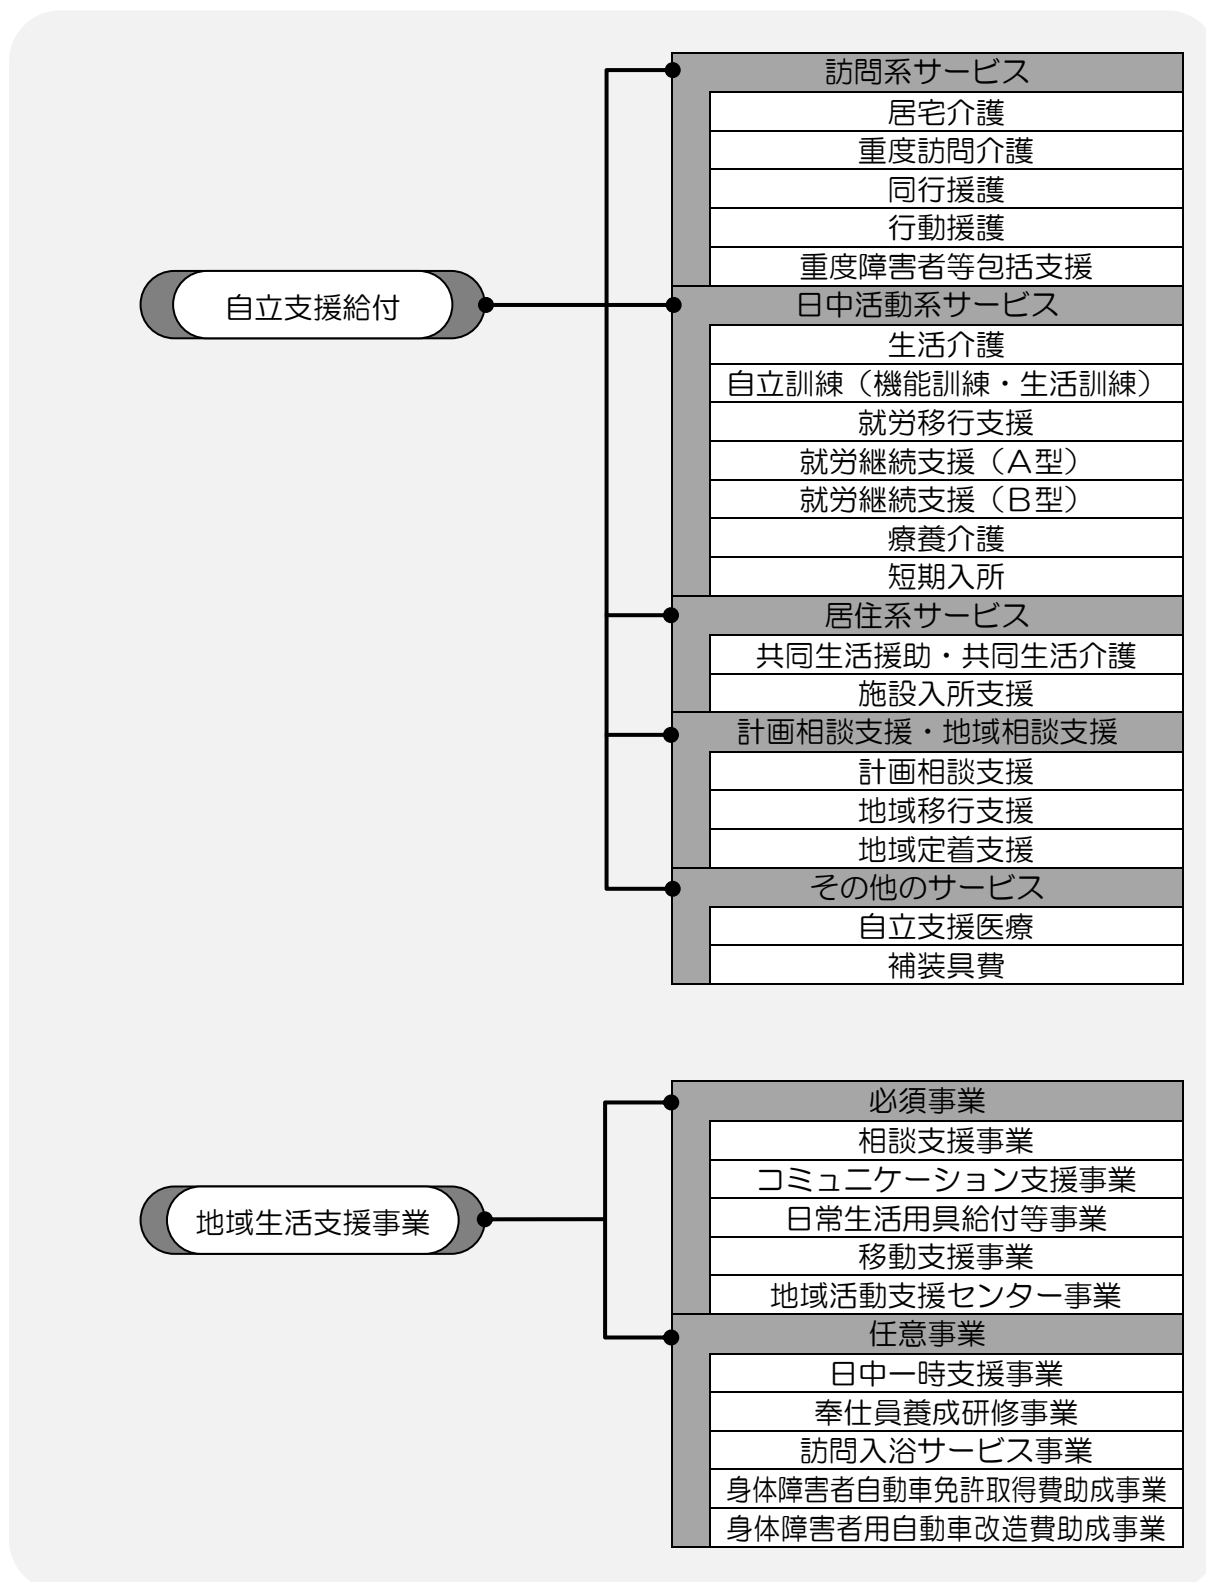 自立支援給付
訪問系サービス
居宅介護
重度訪問介護
同行援護
行動援護
重度障害者等包括支援
日中活動系サービス
生活介護
自立訓練（機能訓練・生活訓練）
就労移行支援
就労継続支援（Ａ型）
就労継続支援（Ｂ型）
療養介護
短期入所
居住系サービス
共同生活援助・共同生活介護
施設入所支援
計画相談支援・地域相談支援
計画相談支援
地域移行支援
地域定着支援
その他のサービス
自立支援医療
補装具費
地域生活支援事業
必須事業
相談支援事業
コミュニケーション支援事業
日常生活用具給付等事業
移動支援事業
地域活動支援センター事業
任意事業
日中一時支援事業
奉仕員養成研修事業
訪問入浴サービス事業
身体障害者自動車免許取得費助成事業
身体障害者用自動車改造費助成事業